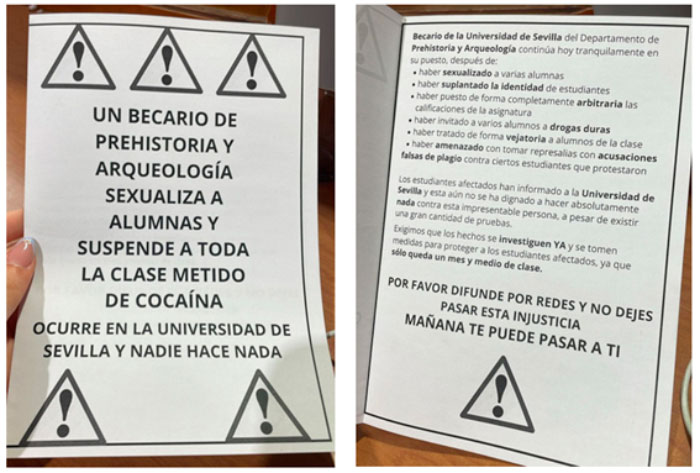 UN BECARIO DE
PREHISTORIA Y
ARQUEOLOGÍA
SEXUALIZA A
ALUMNAS Y
SUSPENDE A TODA
LA CLASE METIDO
DE COCAÍNA
OCURRE EN LA UNIVERSIDAD DE
SEVILLA Y NADIE HACE NADA
Becario de la Universidad de Sevilla del Departamento de
Prehistoria y Arqueología continúa hoy tranquilamente en
su puesto, después de:
• haber sexualizado a varias alumnas
• haber suplantado la identidad de estudiantes
• haber puesto de forma completamente arbitraria las
calificaciones de la asignatura
• haber invitado a varios alumnos a drogas duras
• haber tratado de forma vejatoria a alumnos de la clase
• haber amenazado con tomar represalias con acusaciones
falsas de plagio contra ciertos estudiantes que protestaron
Los estudiantes afectados han informado a la Universidad de
Sevilla y esta aún no se ha dignado a hacer absolutamente
nada contra esta impresentable persona, a pesar de existir
una gran cantidad de pruebas.
Exigimos que los hechos se investiguen YA y se tomen
medidas para proteger a los estudiantes afectados, ya que
sólo queda un mes y medio de clase.
POR FAVOR DIFUNDE POR REDES Y NO DEJES
PASAR ESTA INJUSTICIA
MAÑANA TE PUEDE PASAR A TI